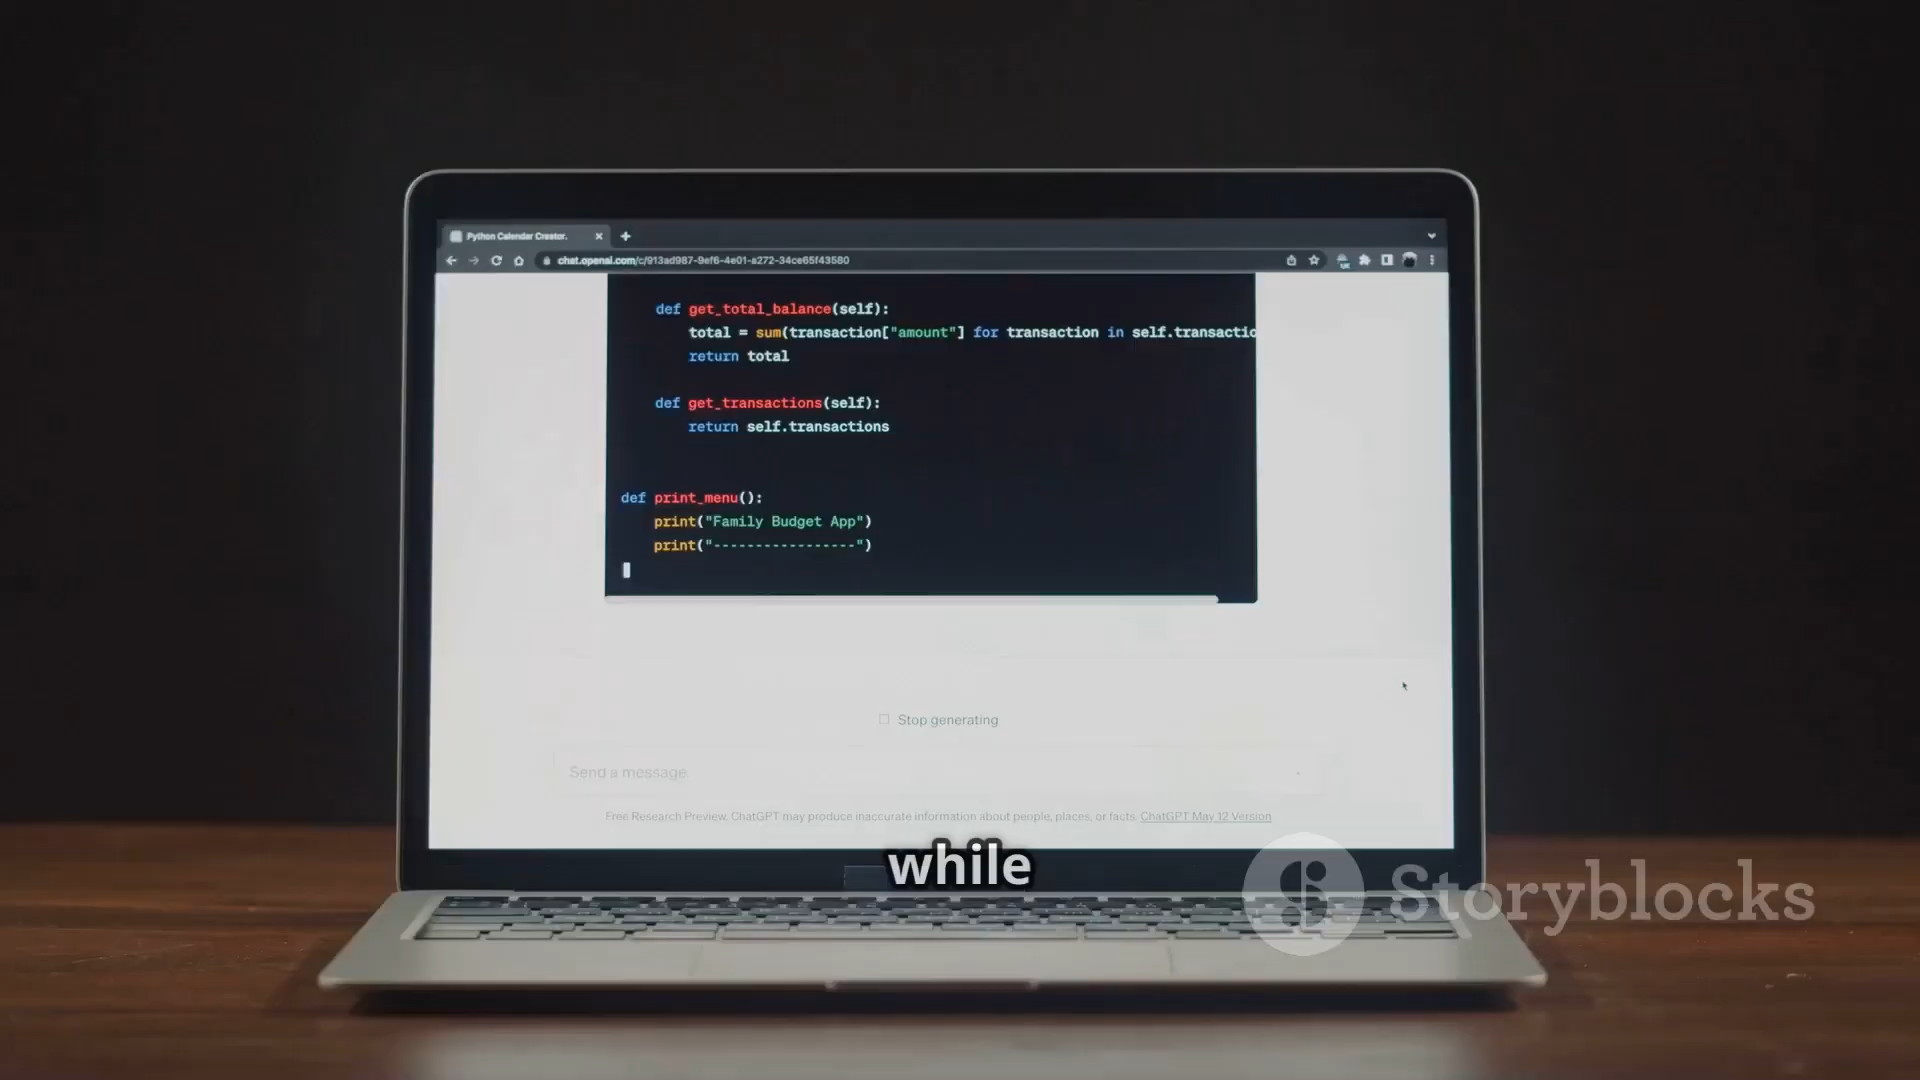 Python Calendar Creator.
chat.openai.com/c/913ad987-9ef6-4e01-a272-34ce65f43580
def get_total_balance(self):
total = sum(transaction["amount"] for transaction in self.transactio
return total
def get_transactions(self):
return self.transactions
def print_menu():
print("Family Budget App")
print("-----------------")
Stop generating
Send a message
Free Research Preview. ChatGPT may produce inaccurate information about people, places, or facts. ChatGPT May 12 Version
while
Storyblocks